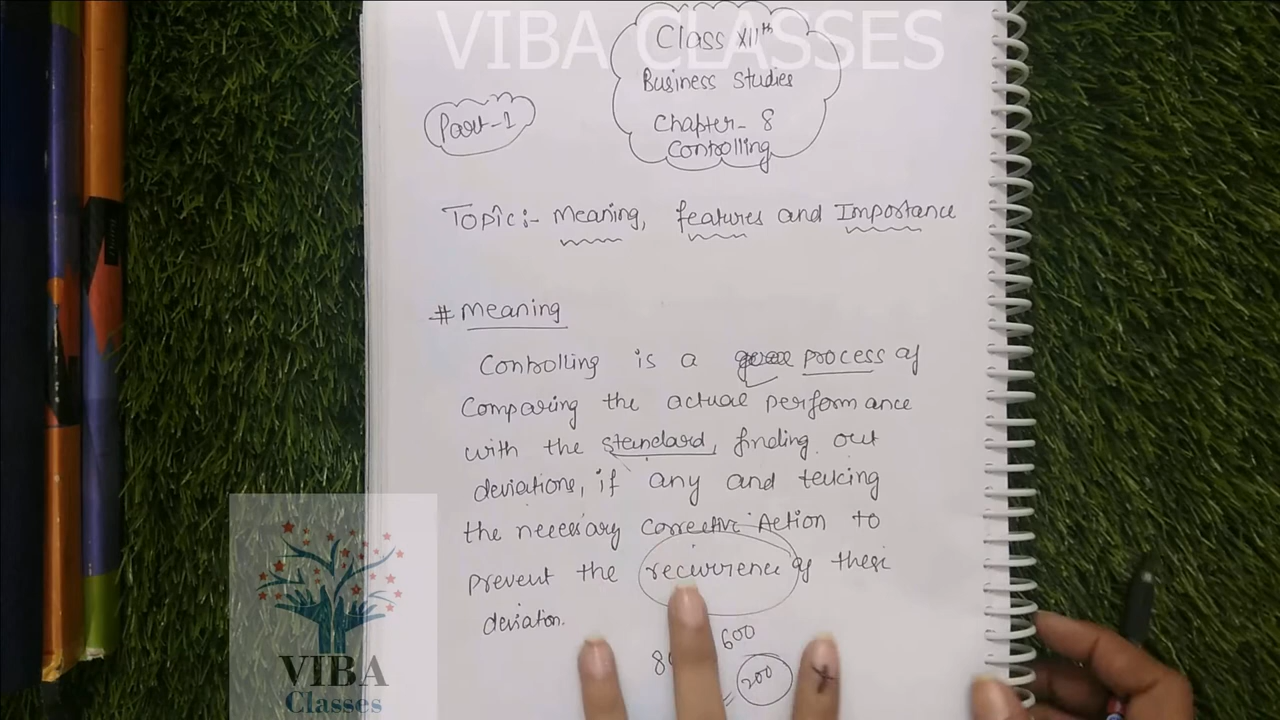 VIBA CLASSES
Class XIIth
Business Studies
Chapter- 8
Controlling
Part-1
Topic:- Meaning, features and Importance
# Meaning
Controlling is a process of
Comparing the actual performance
with the standard, finding out
deviations, if any and taking
the necessary corrective Action to
prevent the recurrence of these
deviation.
600
200
VIBA
Classes